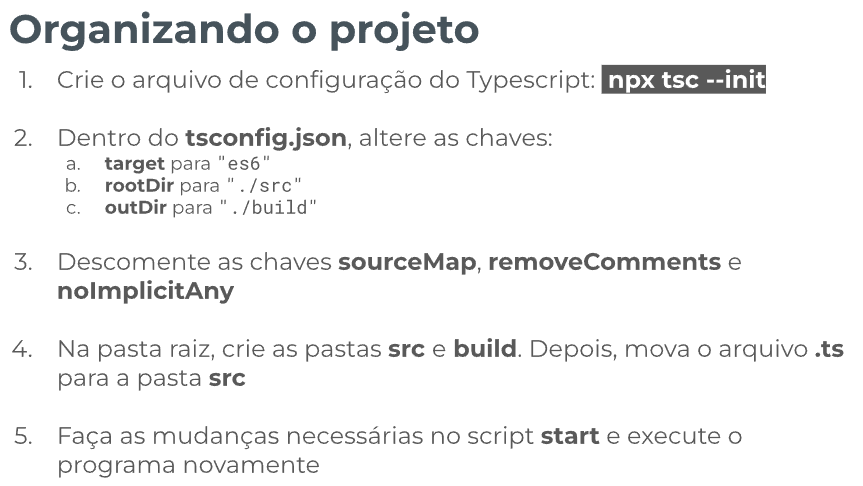 Organizando o projeto
1. Crie o arquivo de configuração do Typescript: npx tsc --init
2. Dentro do tsconfig.json, altere as chaves:
a. target para "es6"
b. rootDir para "./src"
c. outDir para "./build"
3. Descomente as chaves sourceMap, removeComments e
noImplicitAny
4. Na pasta raiz, crie as pastas src e build. Depois, mova o arquivo .ts
para a pasta src
5. Faça as mudanças necessárias no script start e execute o
programa novamente